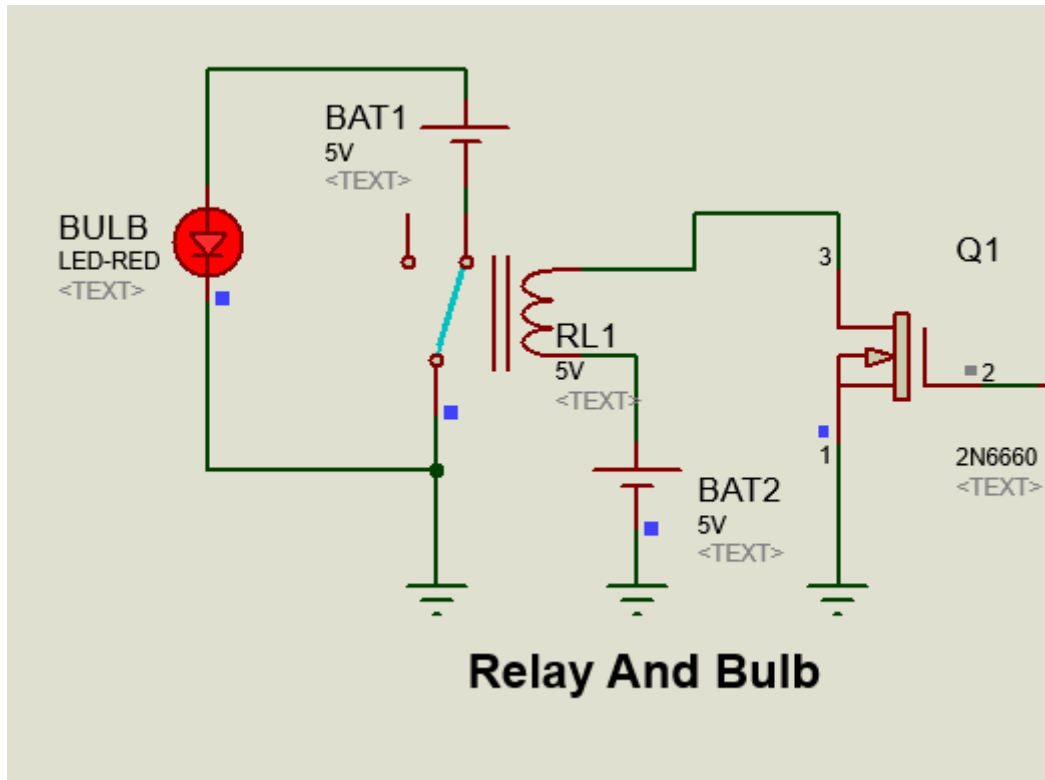 BAT1
5V
<TEXT>
BULB
LED-RED
<TEXT>
3
Q1
RL1
5V
<TEXT>
2
1
2N6660
<TEXT>
BAT2
5V
<TEXT>
Relay And Bulb